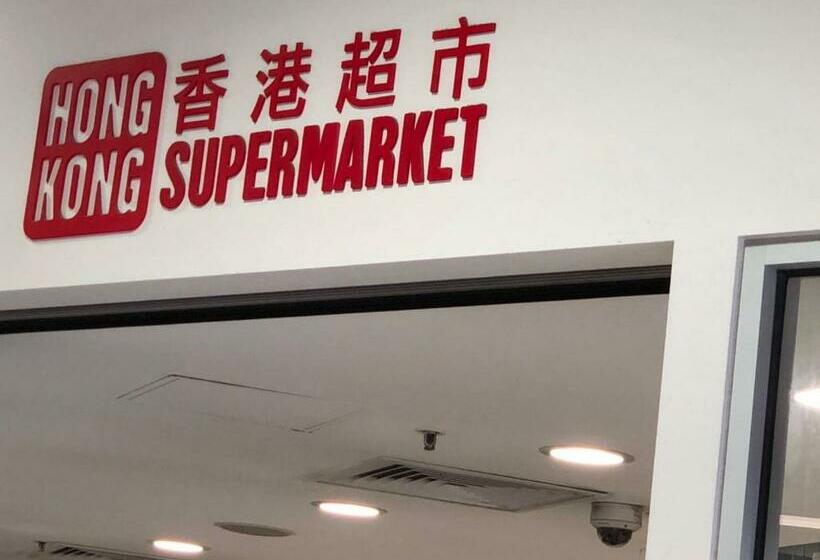 HONG
KONG
香港超市
SUPERMARKET